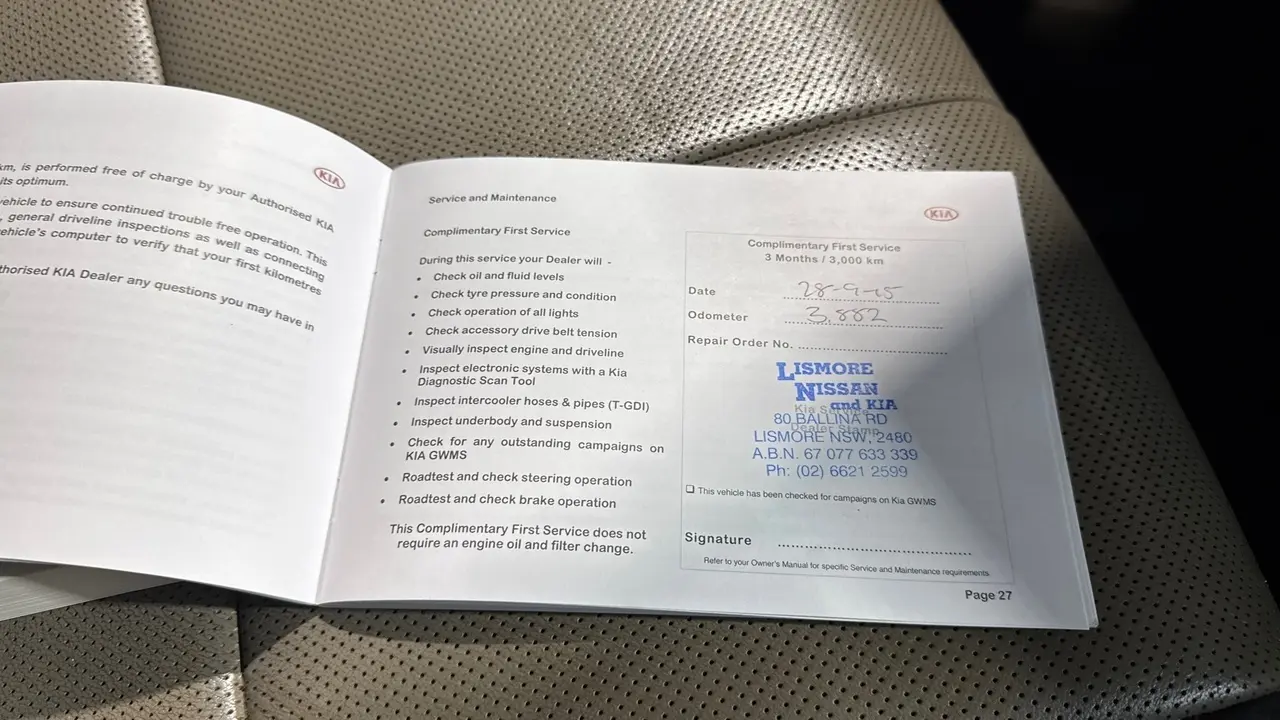 km, is performed free of charge by your Authorised KIA
its optimum.
vehicle to ensure continued trouble free operation. This
, general driveline inspections as well as connecting
vehicle's computer to verify that your first kilometres
thorised KIA Dealer any questions you may have in
KIA
Service and Maintenance
Complimentary First Service
During this service your Dealer will -
• Check oil and fluid levels
• Check tyre pressure and condition
• Check operation of all lights
• Check accessory drive belt tension
• Visually inspect engine and driveline
• Inspect electronic systems with a Kia
Diagnostic Scan Tool
• Inspect intercooler hoses & pipes (T-GDI)
• Inspect underbody and suspension
• Check for any outstanding campaigns on
KIA GWMS
• Roadtest and check steering operation
• Roadtest and check brake operation
This Complimentary First Service does not
require an engine oil and filter change.
KIA
Complimentary First Service
3 Months / 3,000 km
Date 28-9-15
Odometer 3,882
Repair Order No.
LISMORE
NISSAN
and KIA
Kia Service
80 BALLINA RD
Dealer Stamp
LISMORE NSW, 2480
A.B.N. 67 077 633 339
Ph: (02) 6621 2599
❏ This vehicle has been checked for campaigns on Kia GWMS
Signature
Refer to your Owner's Manual for specific Service and Maintenance requirements
Page 27